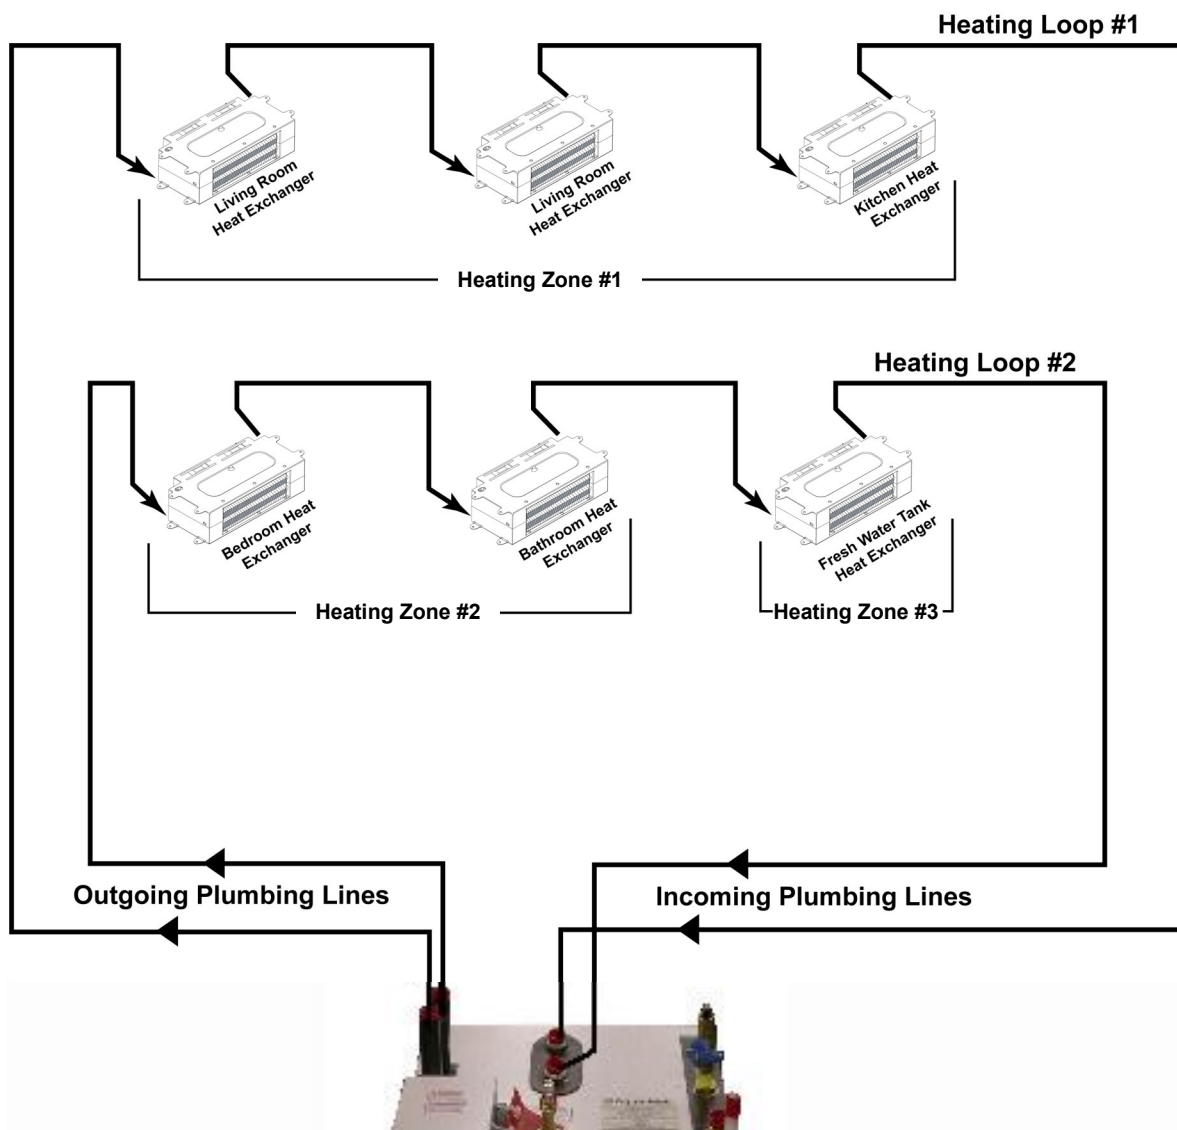 Heating Loop #1
Living Room
Heat Exchanger
Living Room
Heat Exchanger
Kitchen Heat
Exchanger
Heating Zone #1
Heating Loop #2
Bedroom Heat
Exchanger
Bathroom Heat
Exchanger
Fresh Water Tank
Heat Exchanger
Heating Zone #2
Heating Zone #3
Outgoing Plumbing Lines
Incoming Plumbing Lines